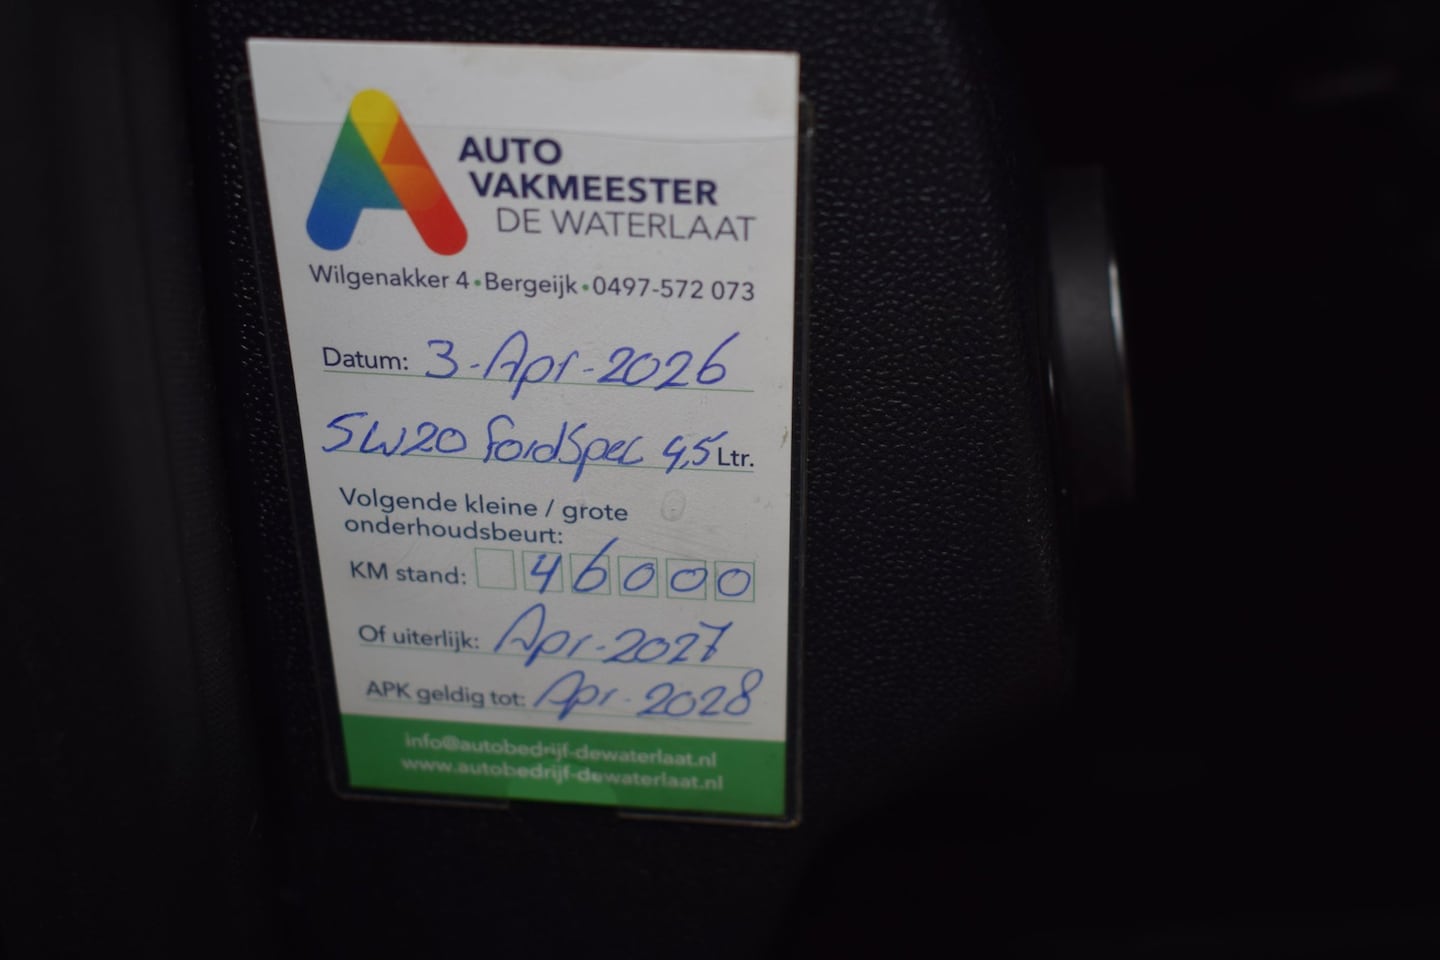 AUTO
VAKMEESTER
DE WATERLAAT
Wilgenakker 4 • Bergeijk • 0497-572 073
Datum: 3-Apr-2026
5W20 fordSpec 4,5 Ltr.
Volgende kleine / grote
onderhoudsbeurt:
KM stand: 46000
Of uiterlijk: Apr-2027
APK geldig tot: Apr-2028
info@autobedrijf-dewaterlaat.nl
www.autobedrijf-dewaterlaat.nl